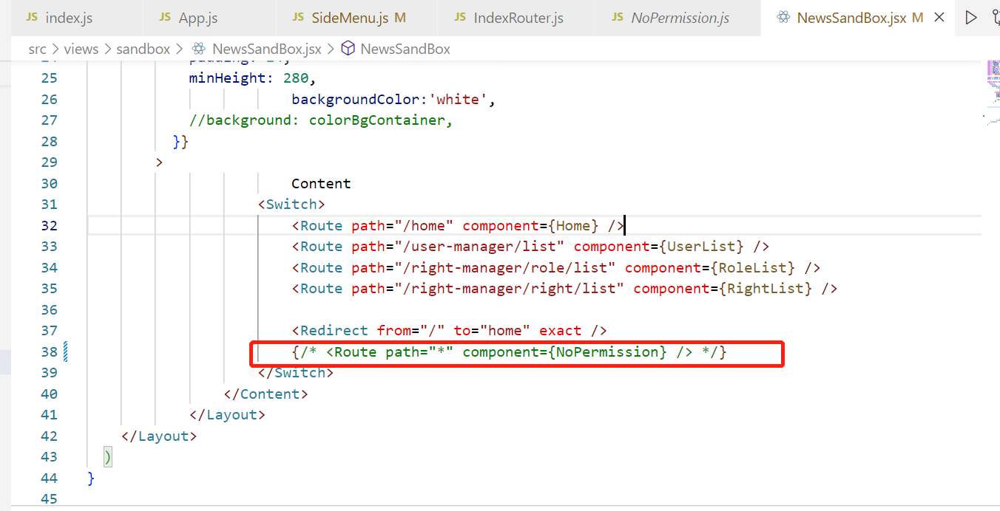 JS index.js JS App.js JS SideMenu.js M JS IndexRouter.js JS NoPermission.js NewsSandBox.jsx M
src > views > sandbox > NewsSandBox.jsx > NewsSandBox
25 minHeight: 280,
26 backgroundColor:'white',
27 //background: colorBgContainer,
28 }}
29 >
30 Content
31 <Switch>
32 <Route path="/home" component={Home} />
33 <Route path="/user-manager/list" component={UserList} />
34 <Route path="/right-manager/role/list" component={RoleList} />
35 <Route path="/right-manager/right/list" component={RightList} />
36
37 <Redirect from="/" to="home" exact />
38 {/* <Route path="*" component={NoPermission} /> */}
39 </Switch>
40 </Content>
41 </Layout>
42 </Layout>
43 )
44 }
45